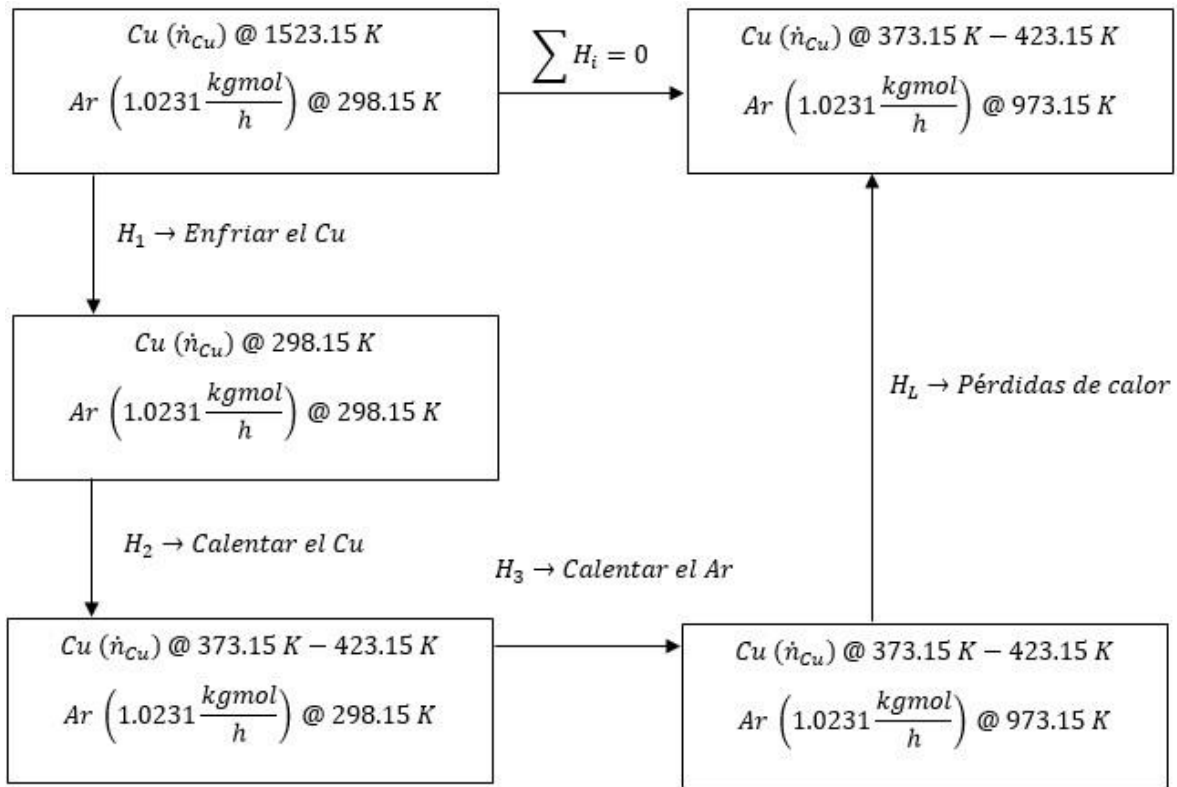 Cu (ṅ_Cu) @ 1523.15 K
Ar (1.0231 kgmol/h) @ 298.15 K
∑ H_i = 0
Cu (ṅ_Cu) @ 373.15 K − 423.15 K
Ar (1.0231 kgmol/h) @ 973.15 K
H_1 → Enfriar el Cu
Cu (ṅ_Cu) @ 298.15 K
Ar (1.0231 kgmol/h) @ 298.15 K
H_L → Pérdidas de calor
H_2 → Calentar el Cu
H_3 → Calentar el Ar
Cu (ṅ_Cu) @ 373.15 K − 423.15 K
Ar (1.0231 kgmol/h) @ 298.15 K
Cu (ṅ_Cu) @ 373.15 K − 423.15 K
Ar (1.0231 kgmol/h) @ 973.15 K